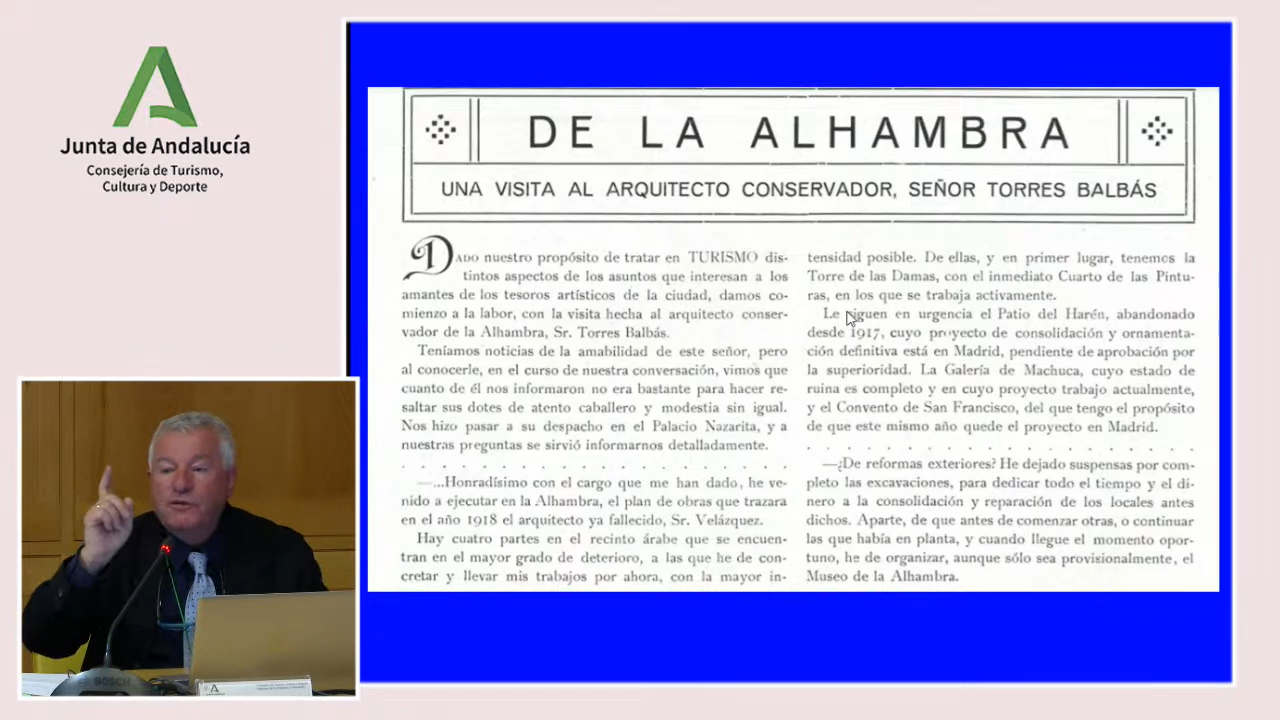 Junta de Andalucía
Consejería de Turismo,
Cultura y Deporte
DE LA ALHAMBRA
UNA VISITA AL ARQUITECTO CONSERVADOR, SEÑOR TORRES BALBÁS
DADO nuestro propósito de tratar en TURISMO dis-
tintos aspectos de los asuntos que interesan a los
amantes de los tesoros artísticos de la ciudad, damos co-
mienzo a la labor, con la visita hecha al arquitecto conser-
vador de la Alhambra, Sr. Torres Balbás.
Teníamos noticias de la amabilidad de este señor, pero
al conocerle, en el curso de nuestra conversación, vimos que
cuanto de él nos informaron no era bastante para hacer re-
saltar sus dotes de atento caballero y modestia sin igual.
Nos hizo pasar a su despacho en el Palacio Nazarita, y a
nuestras preguntas se sirvió informarnos detalladamente.
. . . . . . . . . . . . . . . .
—...Honradísimo con el cargo que me han dado, he ve-
nido a ejecutar en la Alhambra, el plan de obras que trazara
en el año 1918 el arquitecto ya fallecido, Sr. Velázquez.
Hay cuatro partes en el recinto árabe que se encuen-
tran en el mayor grado de deterioro, a las que he de con-
cretar y llevar mis trabajos por ahora, con la mayor in-
tensidad posible. De ellas, y en primer lugar, tenemos la
Torre de las Damas, con el inmediato Cuarto de las Pintu-
ras, en los que se trabaja activamente.
Le siguen en urgencia el Patio del Harén, abandonado
desde 1917, cuyo proyecto de consolidación y ornamenta-
ción definitiva está en Madrid, pendiente de aprobación por
la superioridad. La Galería de Machuca, cuyo estado de
ruina es completo y en cuyo proyecto trabajo actualmente,
y el Convento de San Francisco, del que tengo el propósito
de que este mismo año quede el proyecto en Madrid.
. . . . . . . . . . . . . . . .
—¿De reformas exteriores? He dejado suspensas por com-
pleto las excavaciones, para dedicar todo el tiempo y el di-
nero a la consolidación y reparación de los locales antes
dichos. Aparte, de que antes de comenzar otras, o continuar
las que había en planta, y cuando llegue el momento opor-
tuno, he de organizar, aunque sólo sea provisionalmente, el
Museo de la Alhambra.
BOSCH